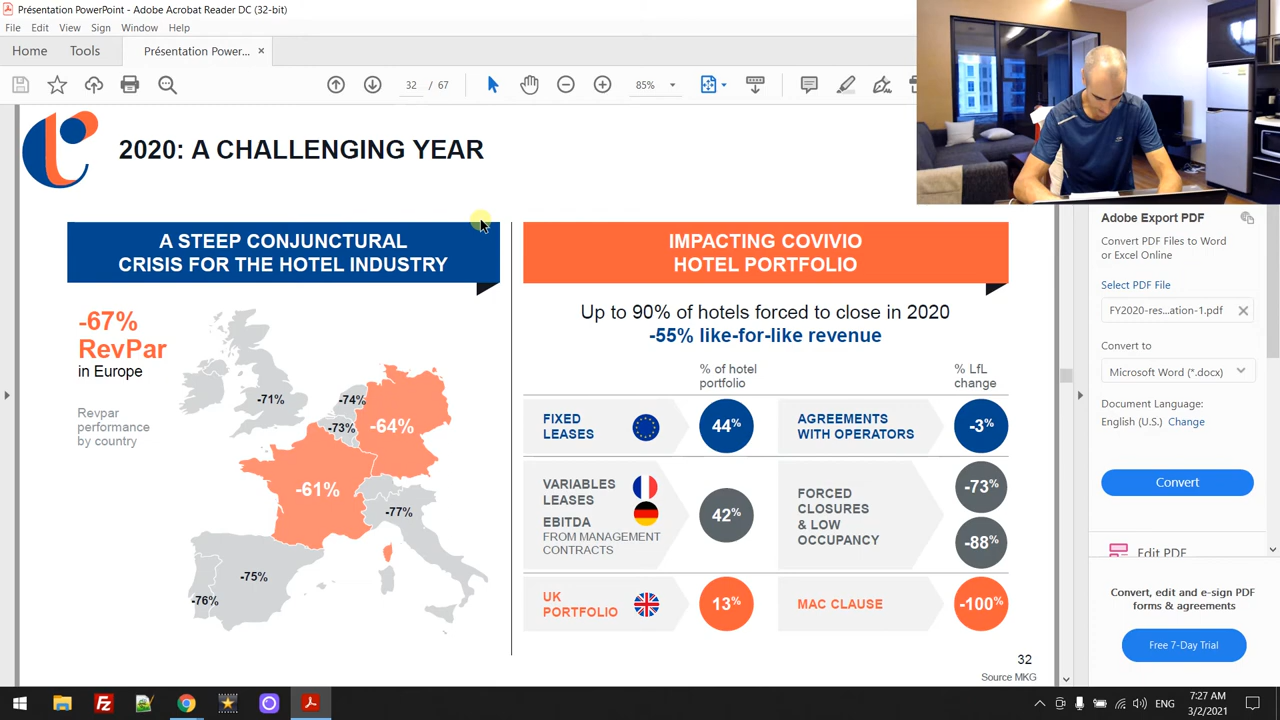 Présentation PowerPoint - Adobe Acrobat Reader DC (32-bit)
File Edit View Sign Window Help
Home Tools Présentation Power... ×
32 / 67 85%
2020: A CHALLENGING YEAR
A STEEP CONJUNCTURAL
CRISIS FOR THE HOTEL INDUSTRY
-67%
RevPar
in Europe
Revpar
performance
by country
-71%
-74%
-73%
-64%
-61%
-77%
-75%
-76%
IMPACTING COVIVIO
HOTEL PORTFOLIO
Up to 90% of hotels forced to close in 2020
-55% like-for-like revenue
% of hotel
portfolio
% LfL
change
FIXED
LEASES
44%
AGREEMENTS
WITH OPERATORS
-3%
VARIABLES
LEASES
EBITDA
FROM MANAGEMENT
CONTRACTS
42%
FORCED
CLOSURES
& LOW
OCCUPANCY
-73%
-88%
UK
PORTFOLIO
13%
MAC CLAUSE
-100%
32
Source MKG
Adobe Export PDF
Convert PDF Files to Word
or Excel Online
Select PDF File
FY2020-res...ation-1.pdf
Convert to
Microsoft Word (*.docx)
Document Language:
English (U.S.) Change
Convert
Edit PDF
Convert, edit and e-sign PDF
forms & agreements
Free 7-Day Trial
ENG
7:27 AM
3/2/2021